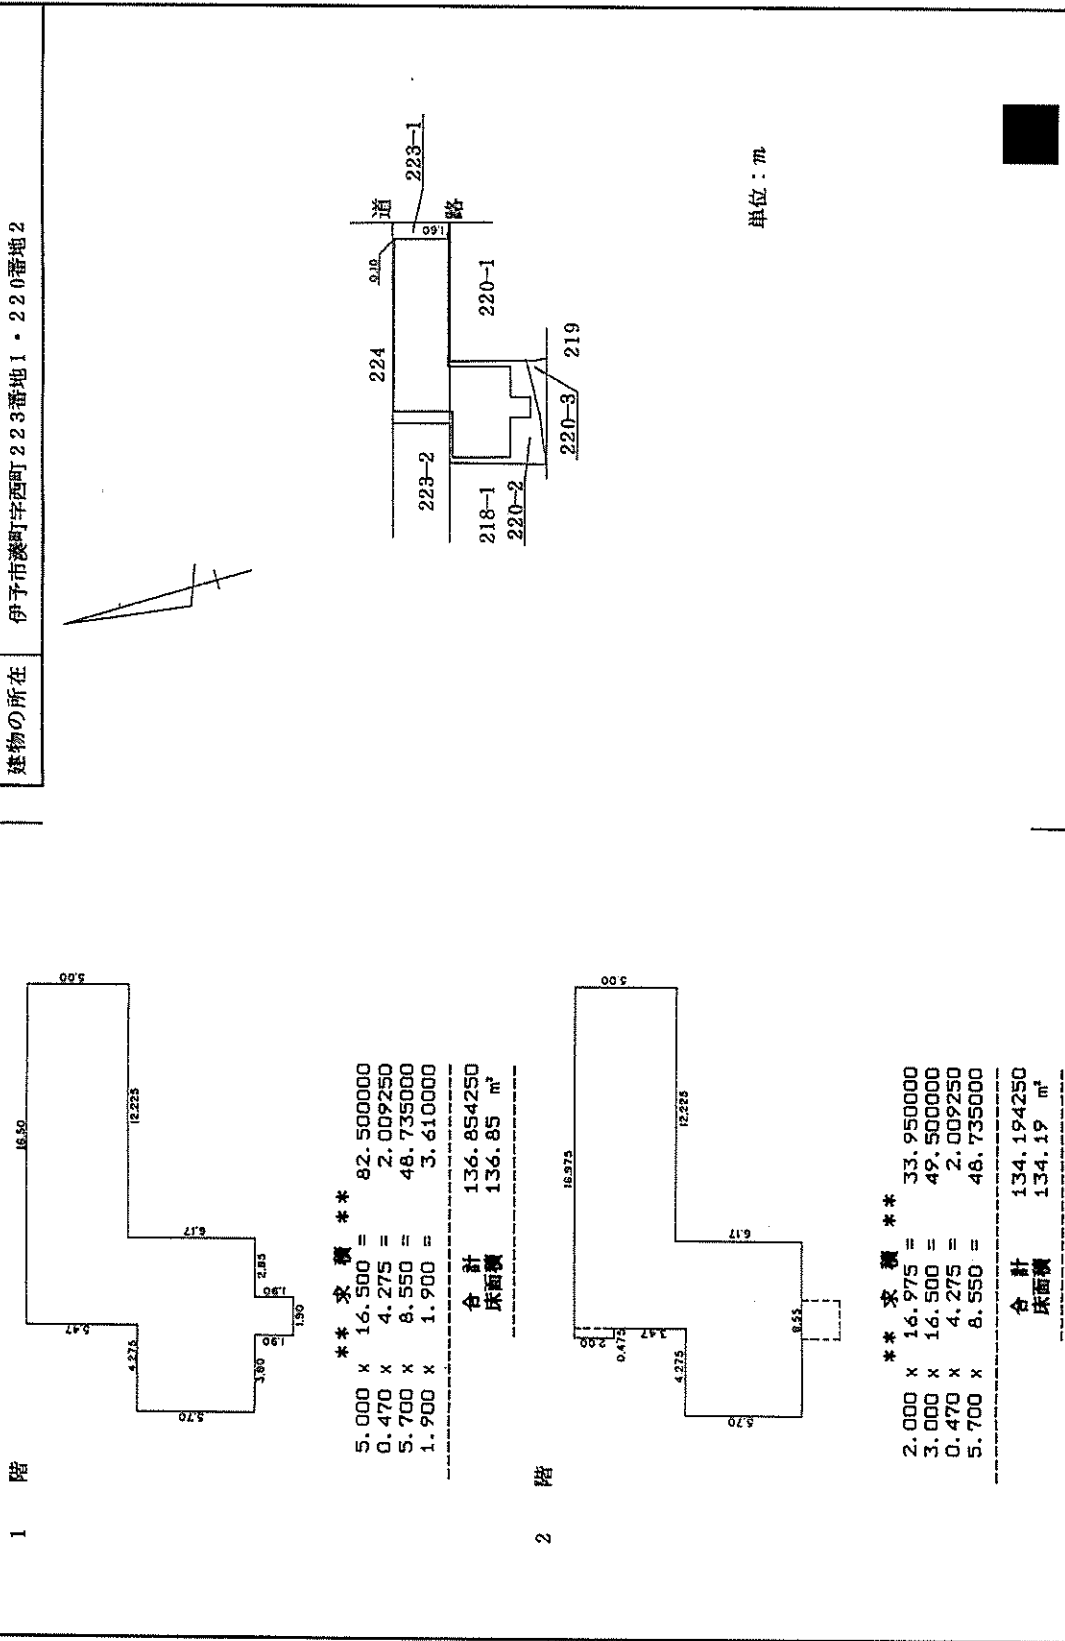 建物の所在 伊予市湊町字西町223番地1・220番地2
1 階
16.50
5.00
12.225
6.17
2.85
1.90
1.90
1.90
3.80
5.70
4.275
5.47
** 求 積 **
5.000 x 16.500 = 82.500000
0.470 x 4.275 = 2.009250
5.700 x 8.550 = 48.735000
1.900 x 1.900 = 3.610000
合 計 136.854250
床面積 136.85 m²
2 階
16.975
5.00
12.225
6.17
8.55
5.70
4.275
3.47
0.475
2.00
** 求 積 **
2.000 x 16.975 = 33.950000
3.000 x 16.500 = 49.500000
0.470 x 4.275 = 2.009250
5.700 x 8.550 = 48.735000
合 計 134.194250
床面積 134.19 m²
道路
223-1
0.10
1.60
224
220-1
223-2
219
218-1
220-2
220-3
単位：m